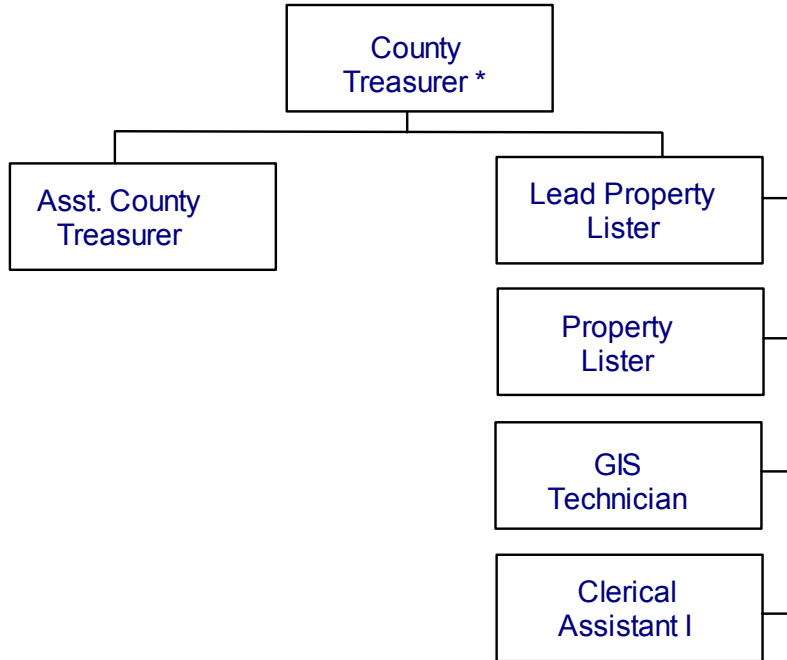 County
Treasurer *
Asst. County
Treasurer
Lead Property
Lister
Property
Lister
GIS
Technician
Clerical
Assistant I